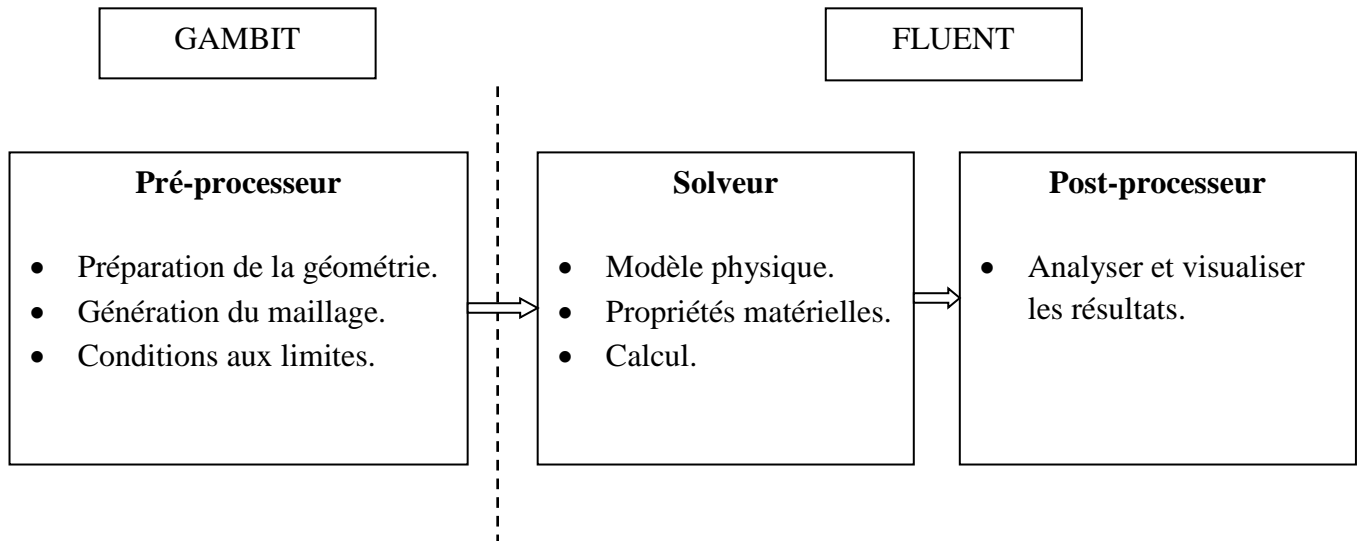 GAMBIT
FLUENT
Pré-processeur
• Préparation de la géométrie.
• Génération du maillage.
• Conditions aux limites.
Solveur
• Modèle physique.
• Propriétés matérielles.
• Calcul.
Post-processeur
• Analyser et visualiser
les résultats.